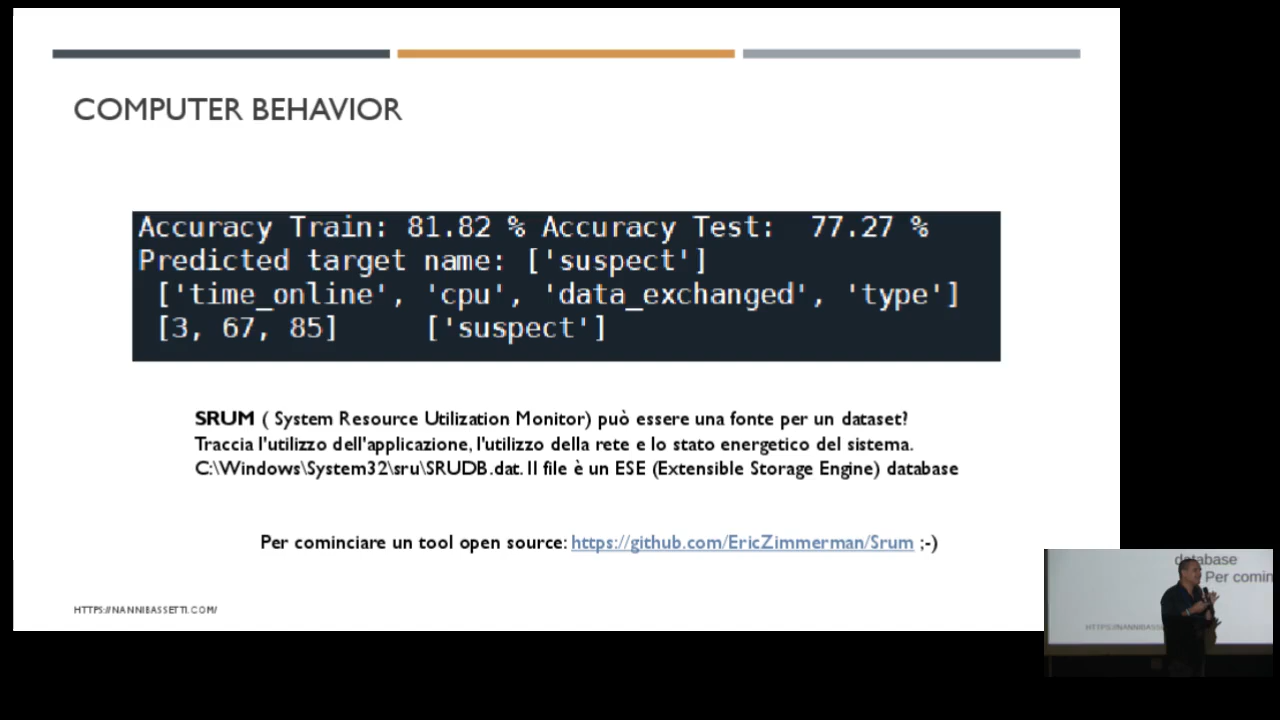 COMPUTER BEHAVIOR
Accuracy Train: 81.82 % Accuracy Test:  77.27 %
Predicted target name: ['suspect']
['time_online', 'cpu', 'data_exchanged', 'type']
[3, 67, 85]     ['suspect']
SRUM ( System Resource Utilization Monitor) può essere una fonte per un dataset?
Traccia l'utilizzo dell'applicazione, l'utilizzo della rete e lo stato energetico del sistema.
C:\Windows\System32\sru\SRUDB.dat. Il file è un ESE (Extensible Storage Engine) database
Per cominciare un tool open source: https://github.com/EricZimmerman/Srum ;-)
HTTPS://NANNIBASSETTI.COM/
database
Per comin